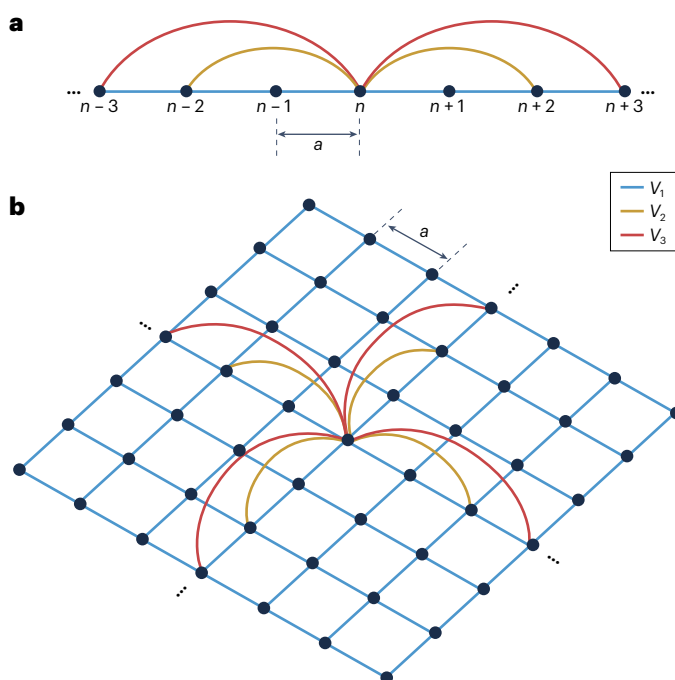 a
... n – 3 n – 2 n – 1 n n + 1 n + 2 n + 3 ...
a
V1
V2
V3
b
a
...
...
...
...